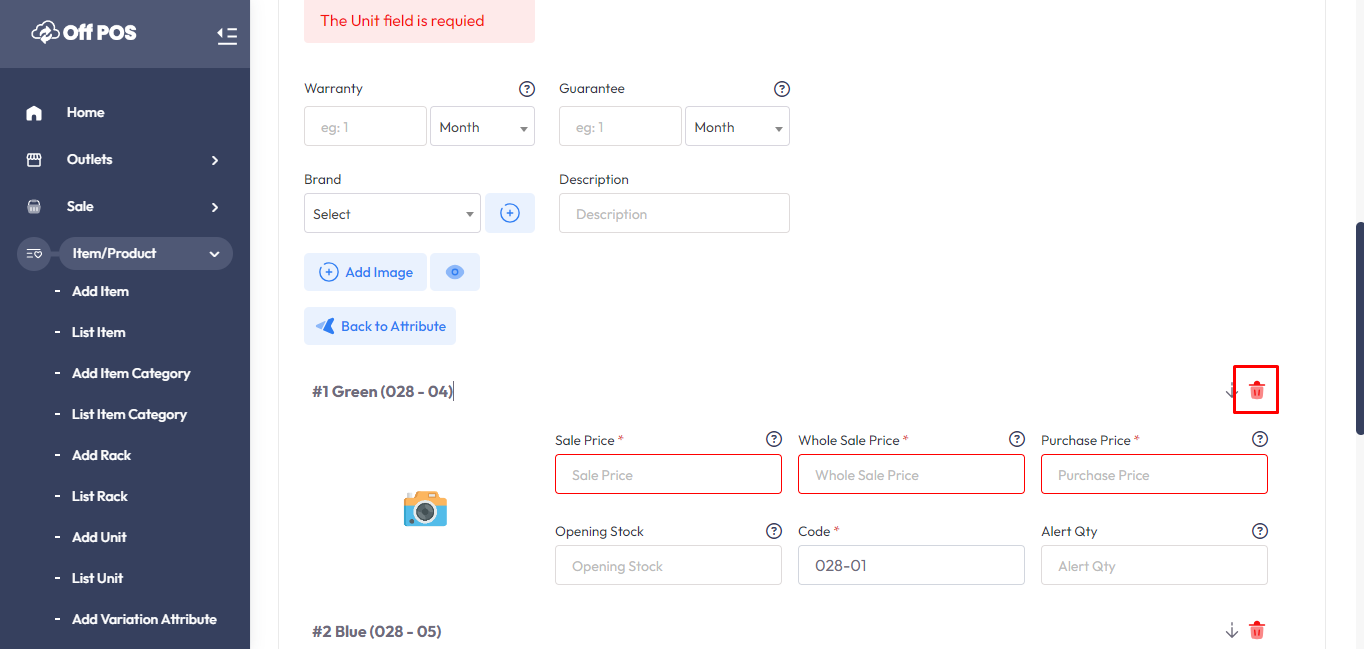 Off POS
Home
Outlets
Sale
Item/Product
- Add Item
- List Item
- Add Item Category
- List Item Category
- Add Rack
- List Rack
- Add Unit
- List Unit
- Add Variation Attribute
The Unit field is requied
Warranty ?
Guarantee ?
eg: 1 Month
eg: 1 Month
Brand
Description
Select
Description
Add Image
Back to Attribute
#1 Green (028 - 04)
Sale Price * ?
Whole Sale Price * ?
Purchase Price * ?
Sale Price
Whole Sale Price
Purchase Price
Opening Stock ?
Code *
Alert Qty ?
Opening Stock
028-01
Alert Qty
#2 Blue (028 - 05)